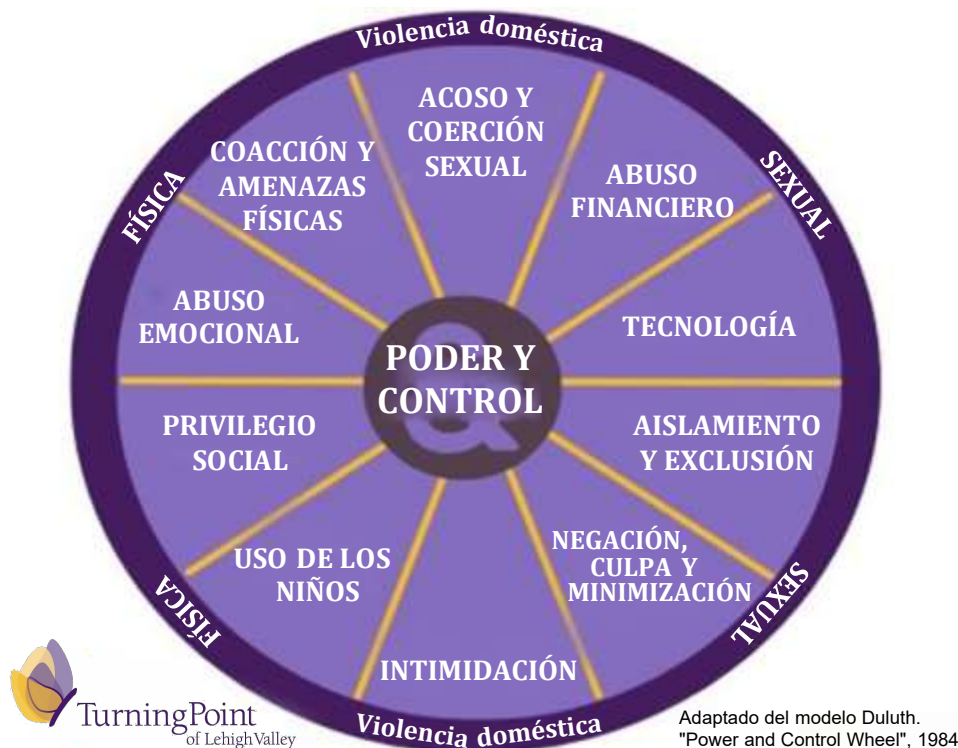 Violencia doméstica
ACOSO Y
COERCIÓN
SEXUAL
ABUSO
FINANCIERO
SEXUAL
TECNOLOGÍA
AISLAMIENTO
Y EXCLUSIÓN
SEXUAL
NEGACIÓN,
CULPA Y
MINIMIZACIÓN
INTIMIDACIÓN
Violencia doméstica
USO DE LOS
NIÑOS
FÍSICA
PRIVILEGIO
SOCIAL
ABUSO
EMOCIONAL
FÍSICA
COACCIÓN Y
AMENAZAS
FÍSICAS
&
PODER Y
CONTROL
TurningPoint
of Lehigh Valley
Adaptado del modelo Duluth.
"Power and Control Wheel", 1984